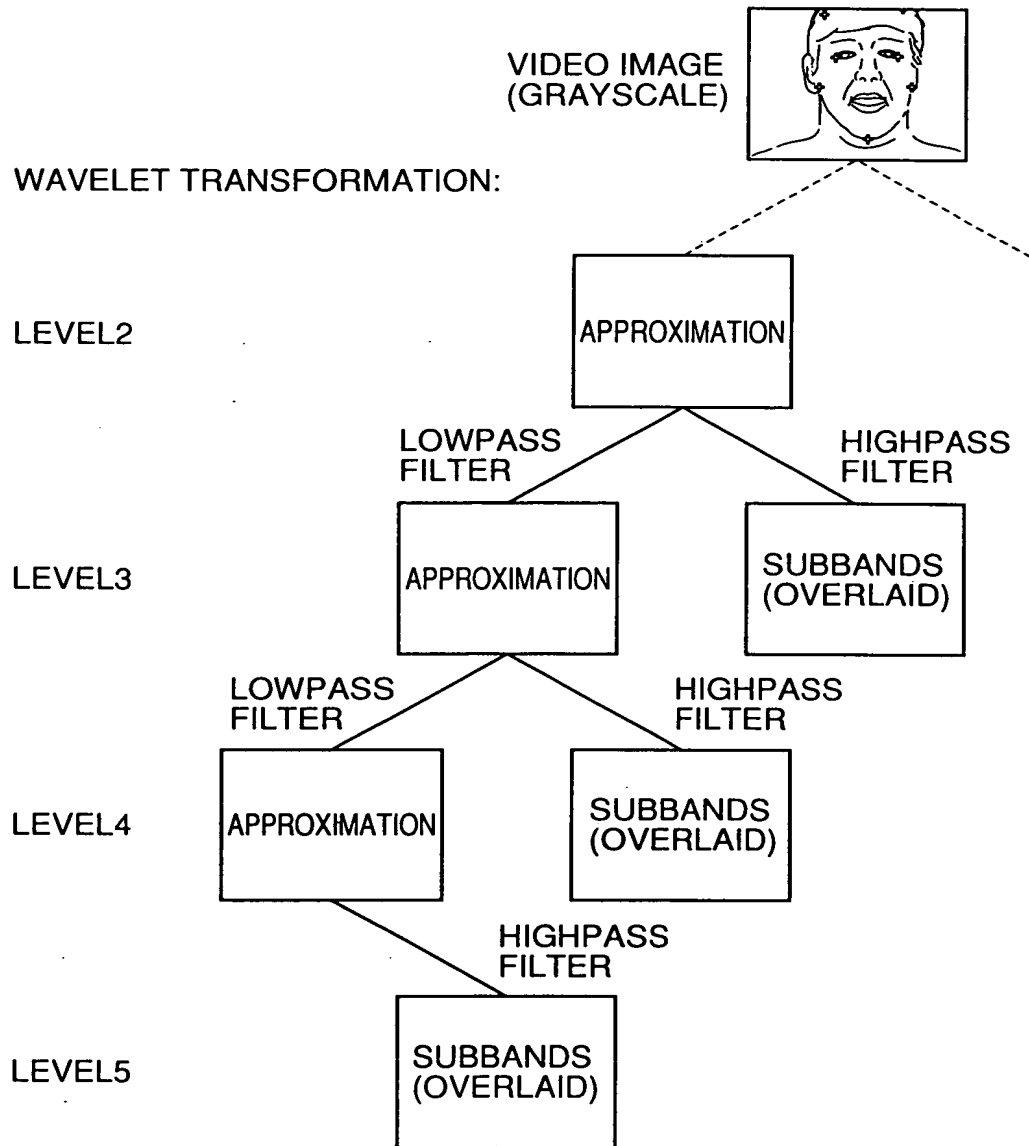 VIDEO IMAGE
(GRAYSCALE)
WAVELET TRANSFORMATION:
LEVEL2
APPROXIMATION
LOWPASS
FILTER
HIGHPASS
FILTER
LEVEL3
APPROXIMATION
SUBBANDS
(OVERLAID)
LOWPASS
FILTER
HIGHPASS
FILTER
LEVEL4
APPROXIMATION
SUBBANDS
(OVERLAID)
HIGHPASS
FILTER
LEVEL5
SUBBANDS
(OVERLAID)